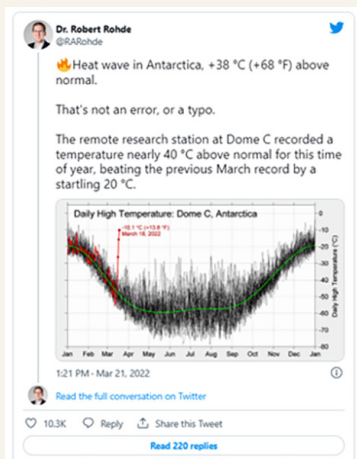 Dr. Robert Rohde
@RARohde
🔥Heat wave in Antarctica, +38 °C (+68 °F) above
normal.
That's not an error, or a typo.
The remote research station at Dome C recorded a
temperature nearly 40 °C above normal for this time
of year, beating the previous March record by a
startling 20 °C.
Daily High Temperature: Dome C, Antarctica
March 18, 2022
0
-10
-20
-30
-40
-50
-60
-70
-80
Daily High Temperature (°C)
Jan Feb Mar Apr May Jun Jul Aug Sep Oct Nov Dec Jan
1:21 PM · Mar 21, 2022
Read the full conversation on Twitter
10.3K Reply Share this Tweet
Read 220 replies